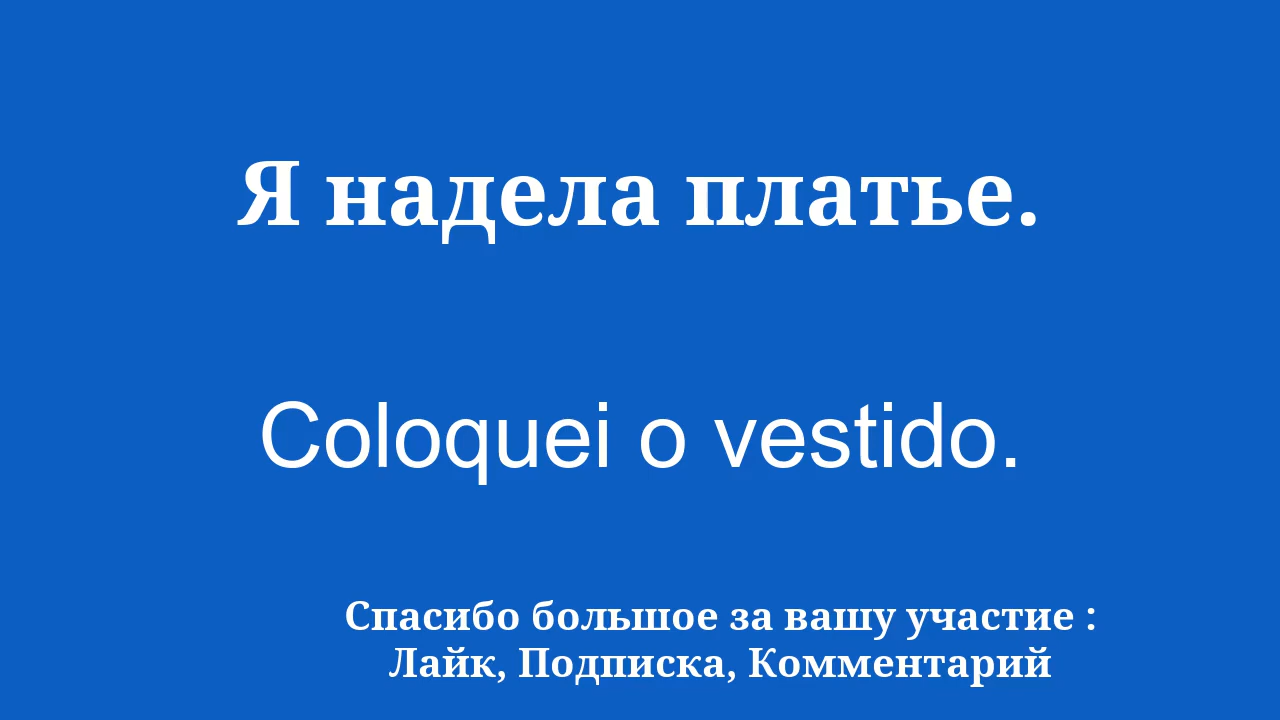 Я надела платье.
Coloquei o vestido.
Спасибо большое за вашу участие :
Лайк, Подписка, Комментарий